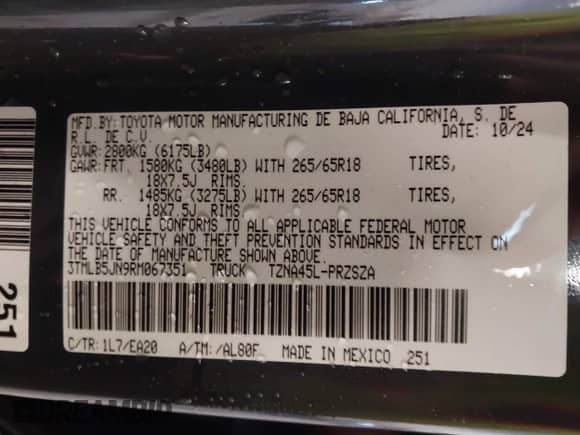 MFD.BY:TOYOTA MOTOR MANUFACTURING DE BAJA CALIFORNIA, S. DE
R.L. DE C.V. DATE: 10/24
GVWR:2800KG (6175LB)
GAWR:FRT. 1580KG (3480LB) WITH 265/65R18 TIRES,
18X7.5J RIMS.
RR. 1485KG (3275LB) WITH 265/65R18 TIRES,
18X7.5J RIMS.
THIS VEHICLE CONFORMS TO ALL APPLICABLE FEDERAL MOTOR
VEHICLE SAFETY AND THEFT PREVENTION STANDARDS IN EFFECT ON
THE DATE OF MANUFACTURE SHOWN ABOVE.
3TMLB5JN9RM067351 TRUCK TZNA45L-PRZSZA
C/TR:1L7/EA20 A/TM:/AL80F MADE IN MEXICO 251
251